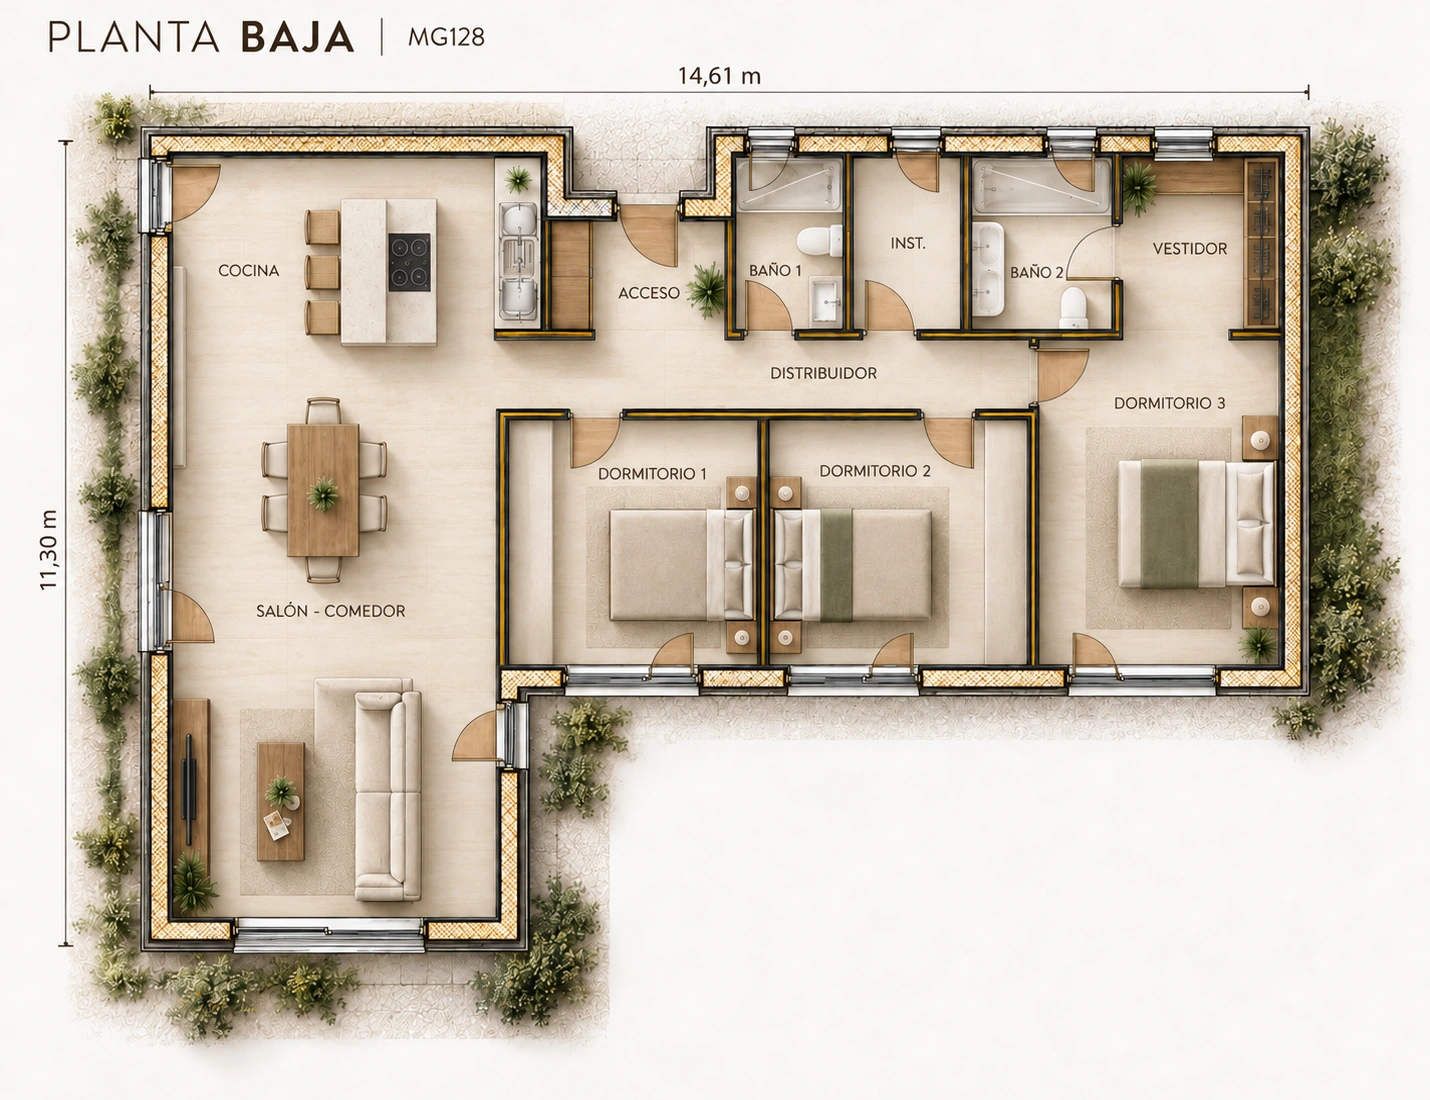 PLANTA BAJA | MG128
14,61 m
11,30 m
COCINA
ACCESO
BAÑO 1
INST.
BAÑO 2
VESTIDOR
DISTRIBUIDOR
DORMITORIO 3
DORMITORIO 1
DORMITORIO 2
SALÓN - COMEDOR